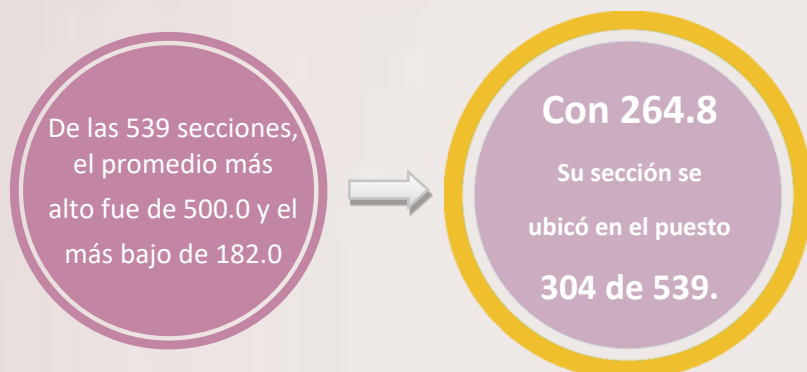 De las 539 secciones,
el promedio más
alto fue de 500.0 y el
más bajo de 182.0
Con 264.8
Su sección se
ubicó en el puesto
304 de 539.